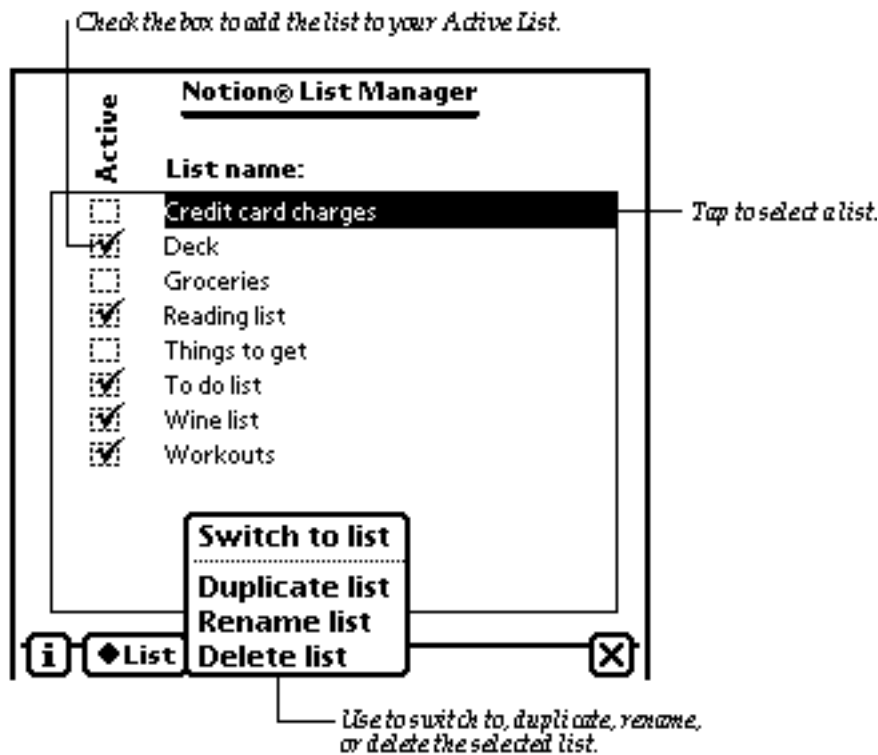 Check the box to add the list to your Active List.
Notion® List Manager
Active
List name:
Credit card charges
Tap to select a list.
Deck
Groceries
Reading list
Things to get
To do list
Wine list
Workouts
Switch to list
Duplicate list
Rename list
Delete list
i
◆List
Use to switch to, duplicate, rename,
or delete the selected list.